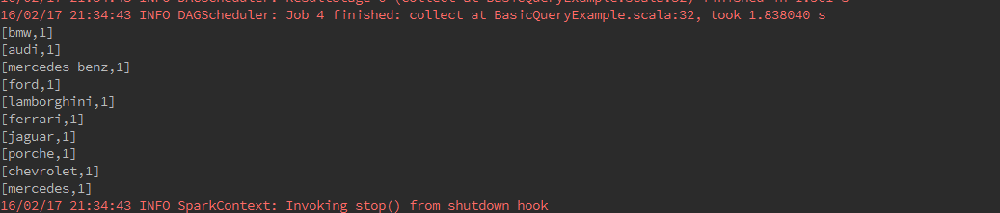 16/02/17 21:34:43 INFO DAGScheduler: Job 4 finished: collect at BasicQueryExample.scala:32, took 1.838040 s
[bmw,1]
[audi,1]
[mercedes-benz,1]
[ford,1]
[lamborghini,1]
[ferrari,1]
[jaguar,1]
[porche,1]
[chevrolet,1]
[mercedes,1]
16/02/17 21:34:43 INFO SparkContext: Invoking stop() from shutdown hook